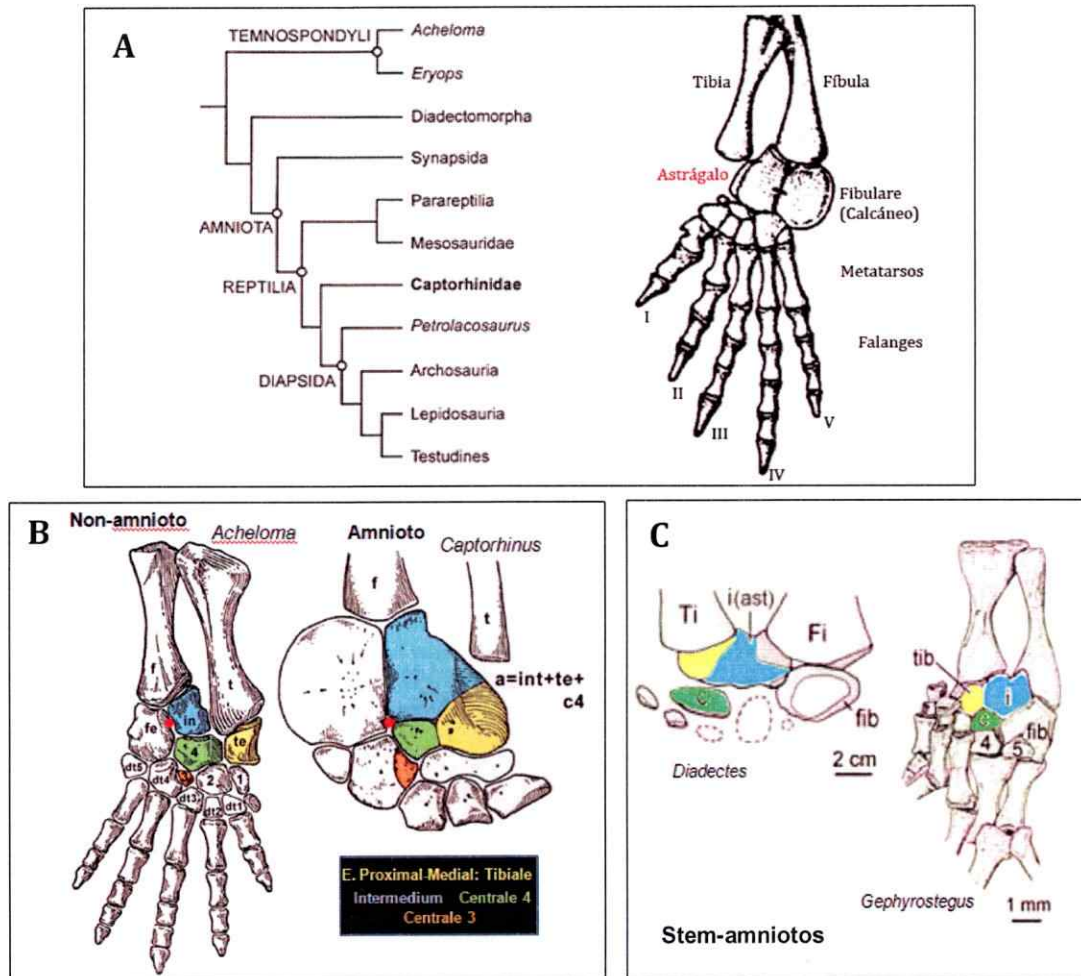 A
TEMNOSPONDYLI
Acheloma
Eryops
Diadectomorpha
Synapsida
Parareptilia
AMNIOTA
Mesosauridae
REPTILIA
Captorhinidae
Petrolacosaurus
DIAPSIDA
Archosauria
Lepidosauria
Testudines
Tibia
Fíbula
Astrágalo
Fibulare
(Calcáneo)
Metatarsos
Falanges
I
II
III
IV
V
B
Non-amnioto
Acheloma
f
t
in
fe
4
te
dt5
dt4
2
1
dt3
dt2
dt1
Amnioto
Captorhinus
f
t
a=int+te+
c4
E. Proximal-Medial: Tibiale
Intermedium Centrale 4
Centrale 3
C
i(ast)
Ti
Fi
c
fib
2 cm
Diadectes
tib
i
c
fib
4
5
Gephyrostegus
1 mm
Stem-amniotos